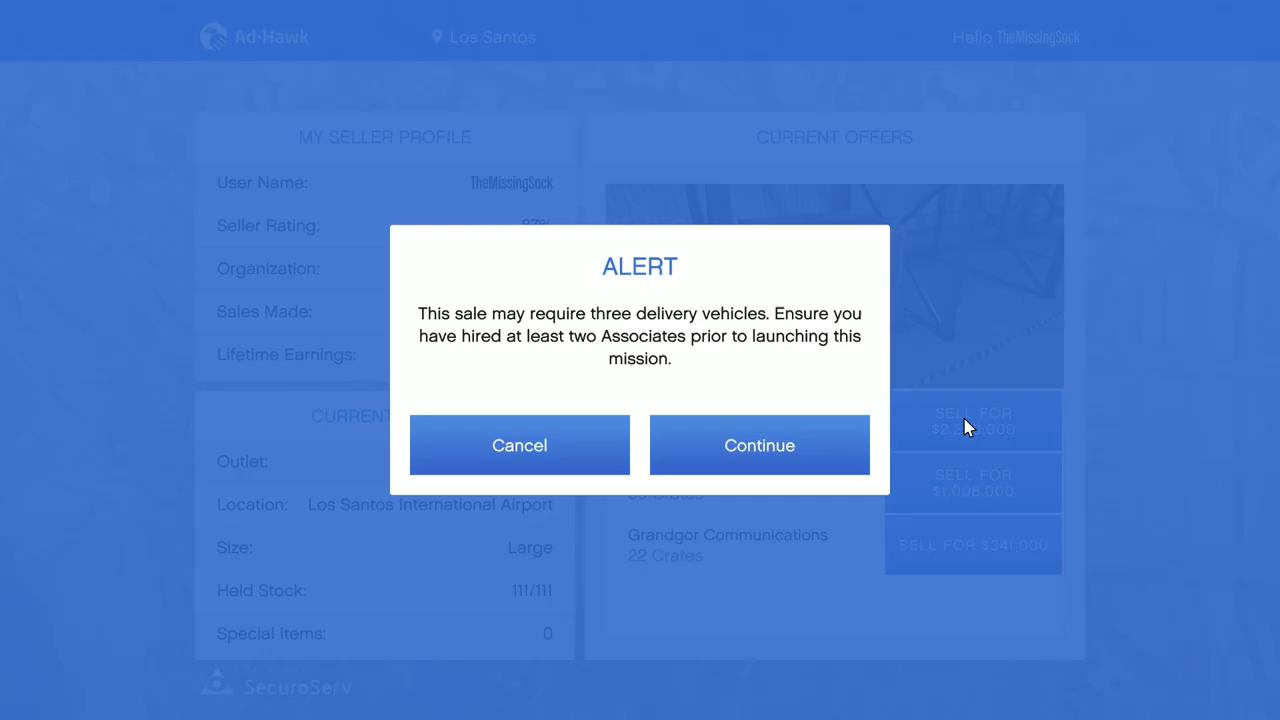 Ad-Hawk
Los Santos
Hello TheMissingSock
MY SELLER PROFILE
CURRENT OFFERS
User Name: TheMissingSock
Seller Rating: 97%
Organization:
Sales Made:
Lifetime Earnings:
ALERT
This sale may require three delivery vehicles. Ensure you
have hired at least two Associates prior to launching this
mission.
Cancel
Continue
CURRENT
Outlet:
Location: Los Santos International Airport
Size: Large
Held Stock: 111/111
Special Items: 0
SELL FOR
SELL FOR
Crates
Grandgor Communications
22 Crates
SELL FOR $341,000
SecuroServ